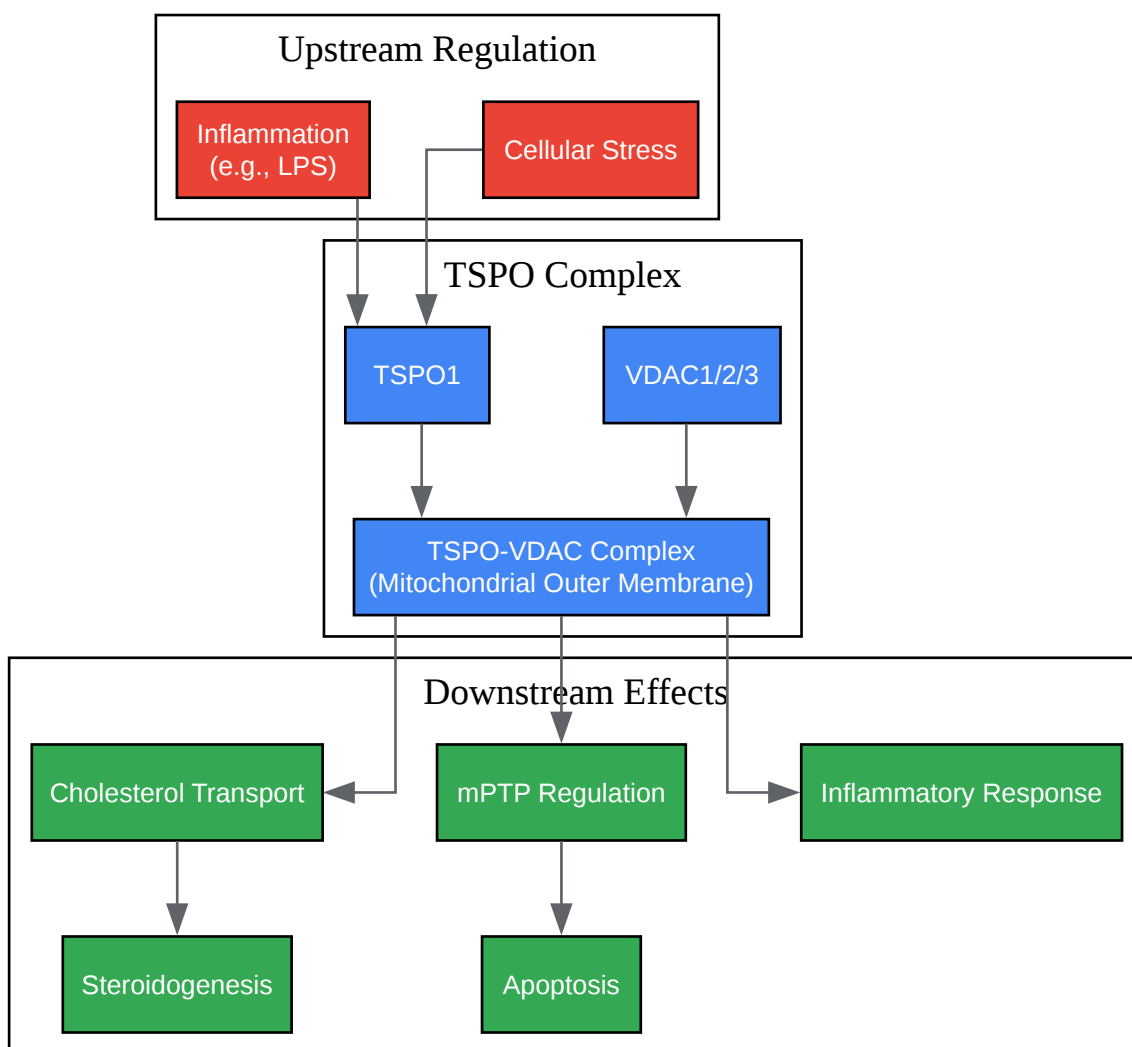 Upstream Regulation
Inflammation
(e.g., LPS)
Cellular Stress
TSPO Complex
TSPO1
VDAC1/2/3
TSPO-VDAC Complex
(Mitochondrial Outer Membrane)
Downstream Effects
Cholesterol Transport
mPTP Regulation
Inflammatory Response
Steroidogenesis
Apoptosis